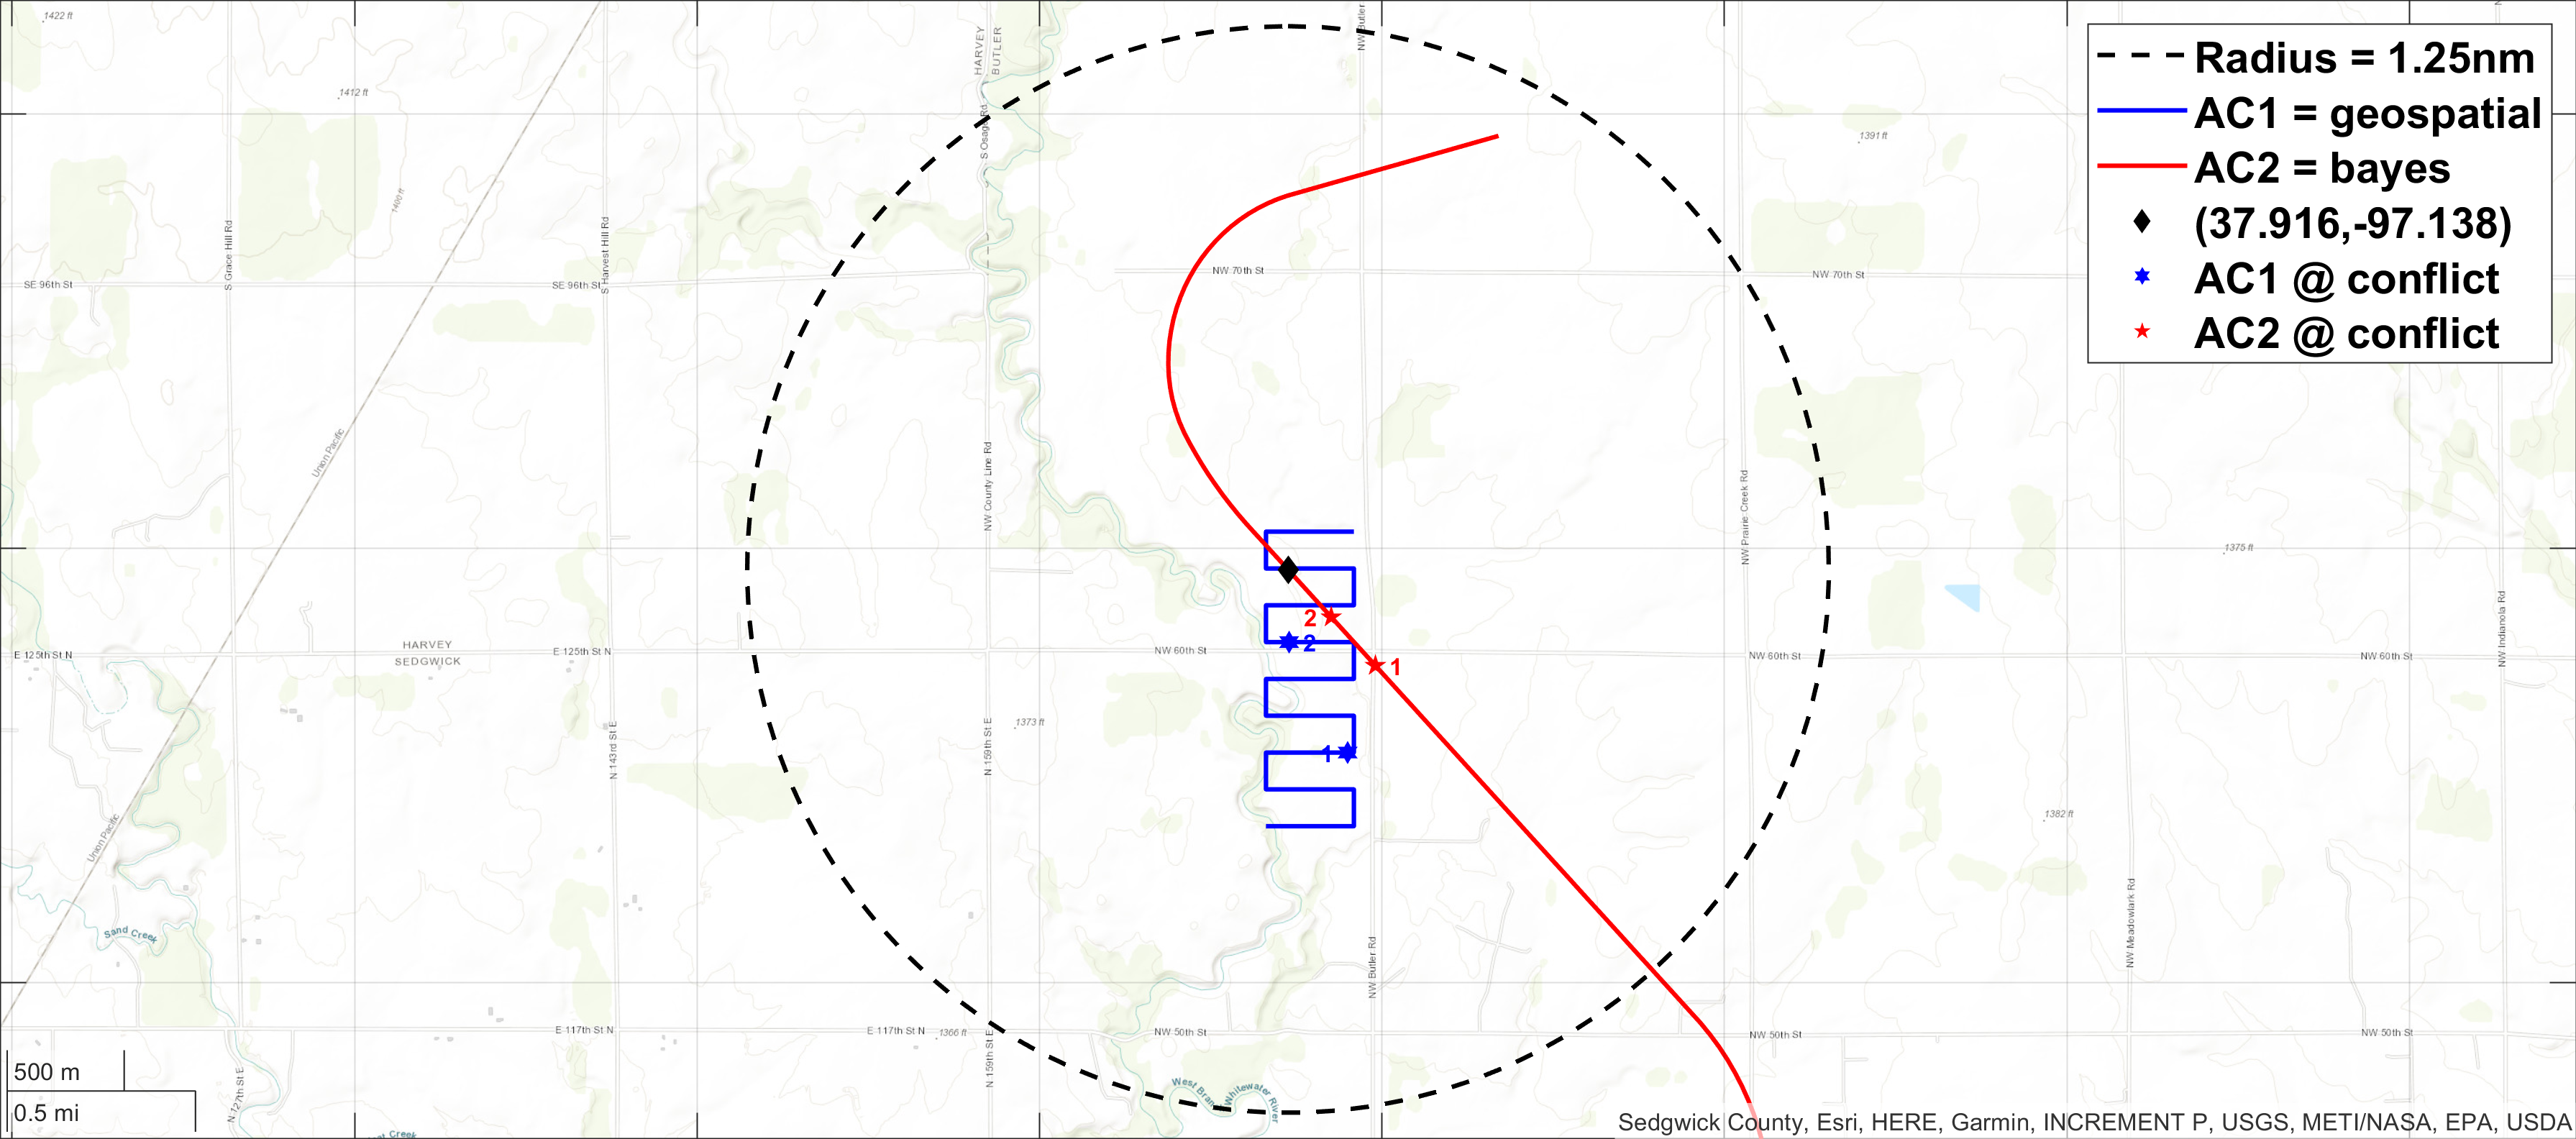 1422 ft
HARVEY
BUTLER
NW Butler
Radius = 1.25nm
AC1 = geospatial
AC2 = bayes
(37.916,-97.138)
AC1 @ conflict
AC2 @ conflict
1412 ft
S Osage Rd
1391 ft
1400 ft
S Grace Hill Rd
S Harvest Hill Rd
SE 96th St
SE 96th St
NW 70th St
NW 70th St
Union Pacific
NW County Line Rd
NW Prairie Creek Rd
1375 ft
2
2
1
1
HARVEY
SEDGWICK
E 125th St N
E 125th St N
NW 60th St
NW 60th St
NW 60th St
NW Indianola Rd
1373 ft
N 143rd St E
N 159th St E
Union Pacific
1382 ft
Sand Creek
NW Butler Rd
NW Meadowlark Rd
E 117th St N
E 117th St N
1366 ft
NW 50th St
NW 50th St
NW 50th St
N 159th St E
N 127th St E
500 m
0.5 mi
West Branch Whitewater River
Sedgwick County, Esri, HERE, Garmin, INCREMENT P, USGS, METI/NASA, EPA, USDA